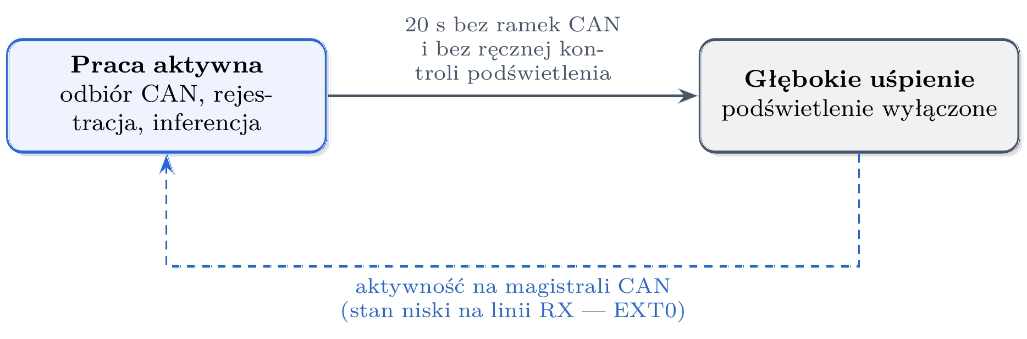 20 s bez ramek CAN
i bez ręcznej kon-
troli podświetlenia
Praca aktywna
odbiór CAN, rejes-
tracja, inferencja
Głębokie uśpienie
podświetlenie wyłączone
aktywność na magistrali CAN
(stan niski na linii RX — EXT0)